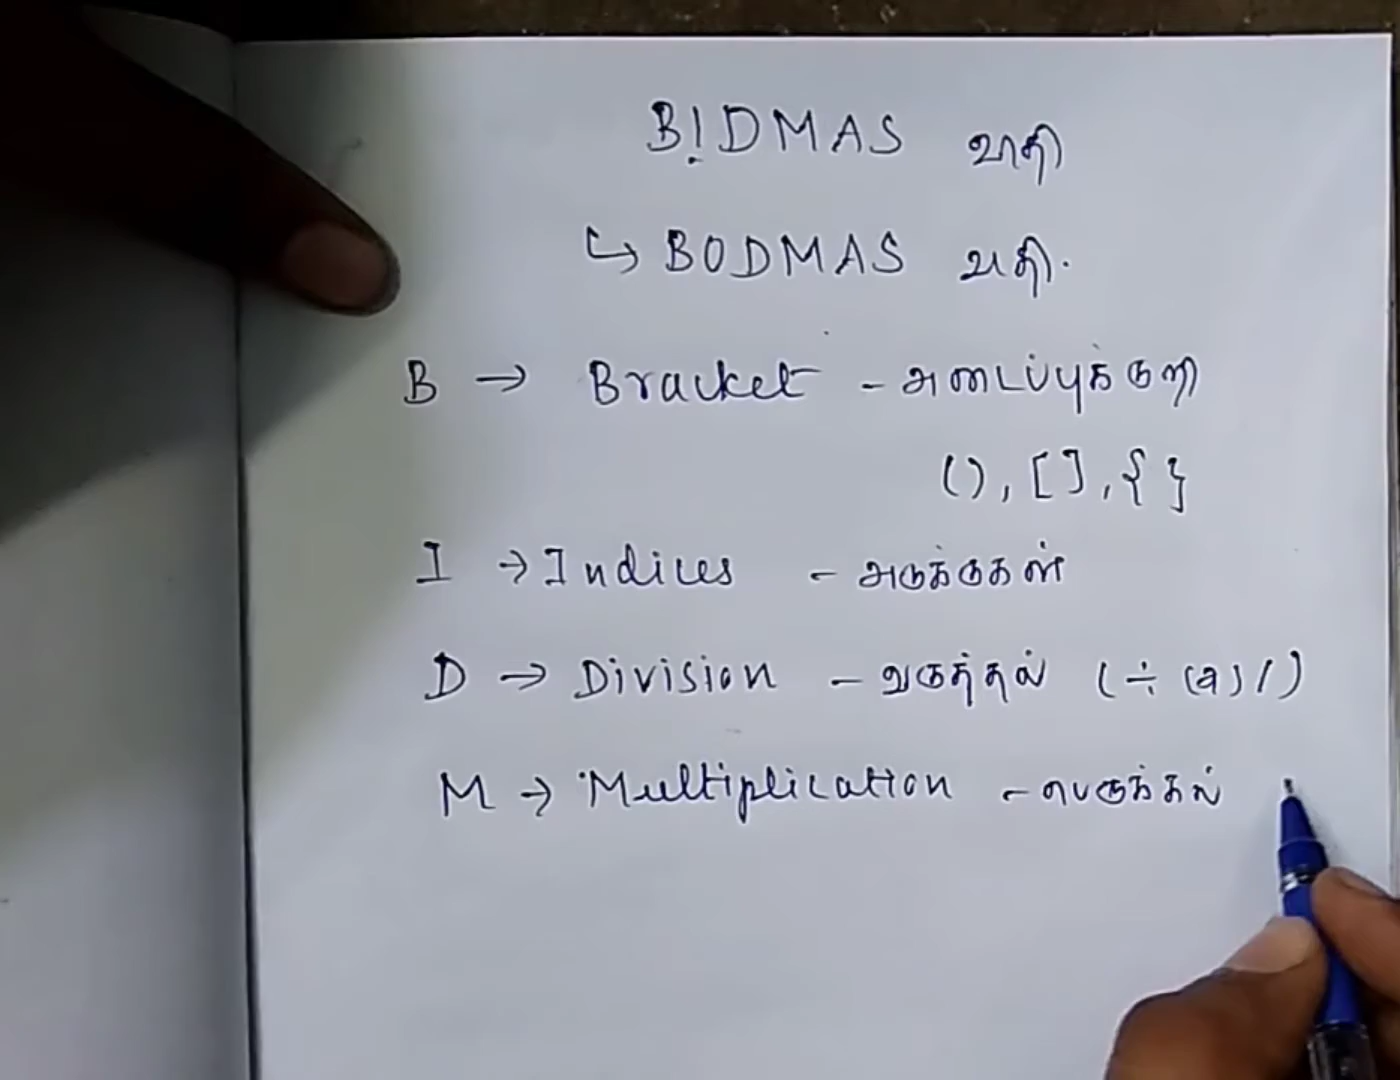 BIDMAS விதி
↳ BODMAS விதி.
B → Bracket - அடைப்புக்குறி
(), [], { }
I → Indices - அடுக்குகள்
D → Division - வகுத்தல் (÷ (அ) /)
M → Multiplication - பெருக்கல்